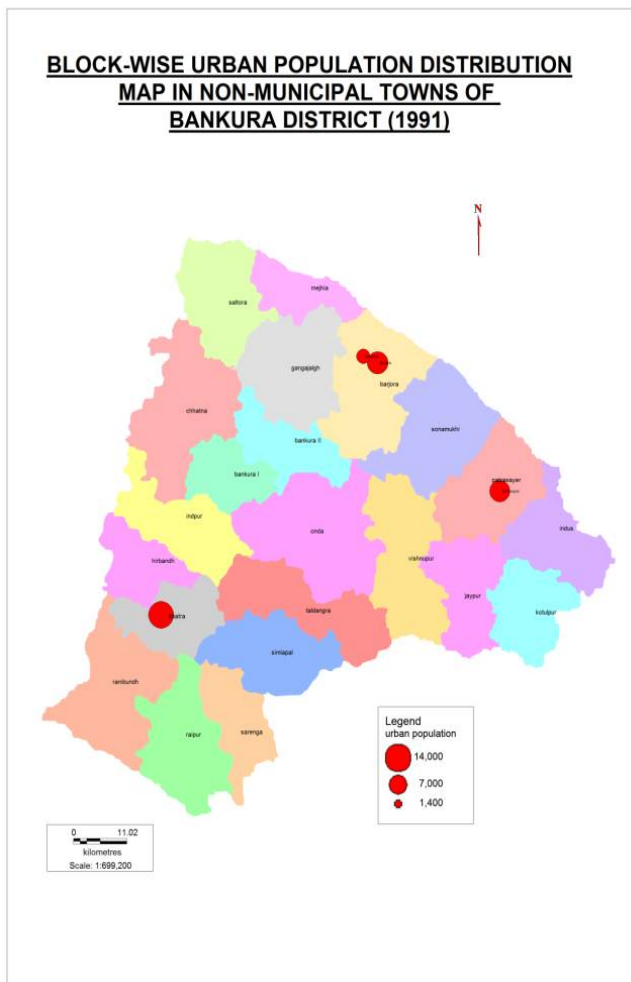 BLOCK-WISE URBAN POPULATION DISTRIBUTION
MAP IN NON-MUNICIPAL TOWNS OF
BANKURA DISTRICT (1991)
N
mejhia
saltora
gangajalgh
barjora
chhatna
sonamukhi
bankura II
bankura I
indpur
onda
indus
vishnupur
hirbandh
jaypur
kotulpur
taldangra
simlapal
ranibundh
sarenga
raipur
Legend
urban population
14,000
7,000
1,400
0 11.02
kilometres
Scale: 1:699,200